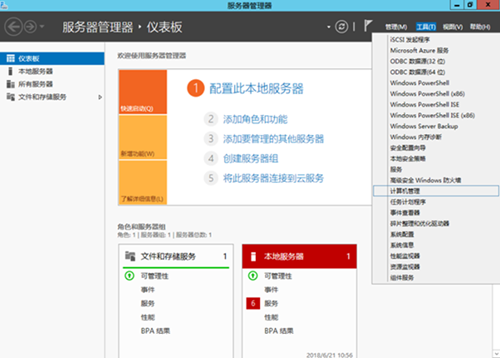 服务器管理器
服务器管理器 · 仪表板
管理(M)
工具(T)
视图(V)
帮助(H)
仪表板
本地服务器
所有服务器
文件和存储服务
欢迎使用服务器管理器
快速启动(Q)
新增功能(W)
了解详细信息(L)
1 配置此本地服务器
2 添加角色和功能
3 添加要管理的其他服务器
4 创建服务器组
5 将此服务器连接到云服务
角色和服务器组
角色: 1 | 服务器组: 1 | 服务器总数: 1
文件和存储服务 1
可管理性
事件
服务
性能
BPA 结果
本地服务器 1
可管理性
事件
6 服务
性能
BPA 结果
2018/6/21 10:56
iSCSI 发起程序
Microsoft Azure 服务
ODBC 数据源(32 位)
ODBC 数据源(64 位)
Windows PowerShell
Windows PowerShell (x86)
Windows PowerShell ISE
Windows PowerShell ISE (x86)
Windows Server Backup
Windows 内存诊断
安全配置向导
本地安全策略
服务
高级安全 Windows 防火墙
计算机管理
任务计划程序
事件查看器
碎片整理和优化驱动器
系统配置
系统信息
性能监视器
资源监视器
组件服务